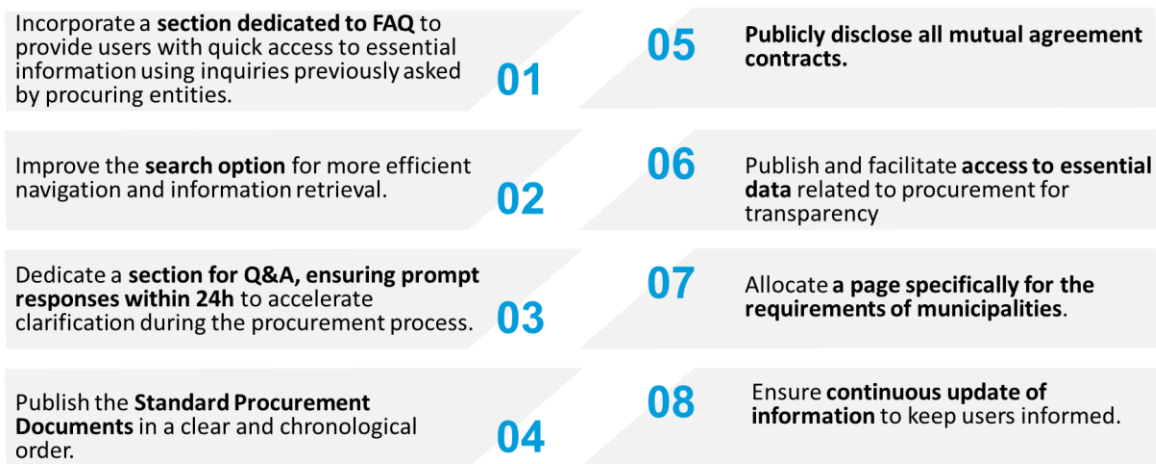 Incorporate a section dedicated to FAQ to
provide users with quick access to essential
information using inquiries previously asked
by procuring entities.
01
Improve the search option for more efficient
navigation and information retrieval.
02
Dedicate a section for Q&A, ensuring prompt
responses within 24h to accelerate
clarification during the procurement process.
03
Publish the Standard Procurement
Documents in a clear and chronological
order.
04
05
Publicly disclose all mutual agreement
contracts.
06
Publish and facilitate access to essential
data related to procurement for
transparency
07
Allocate a page specifically for the
requirements of municipalities.
08
Ensure continuous update of
information to keep users informed.